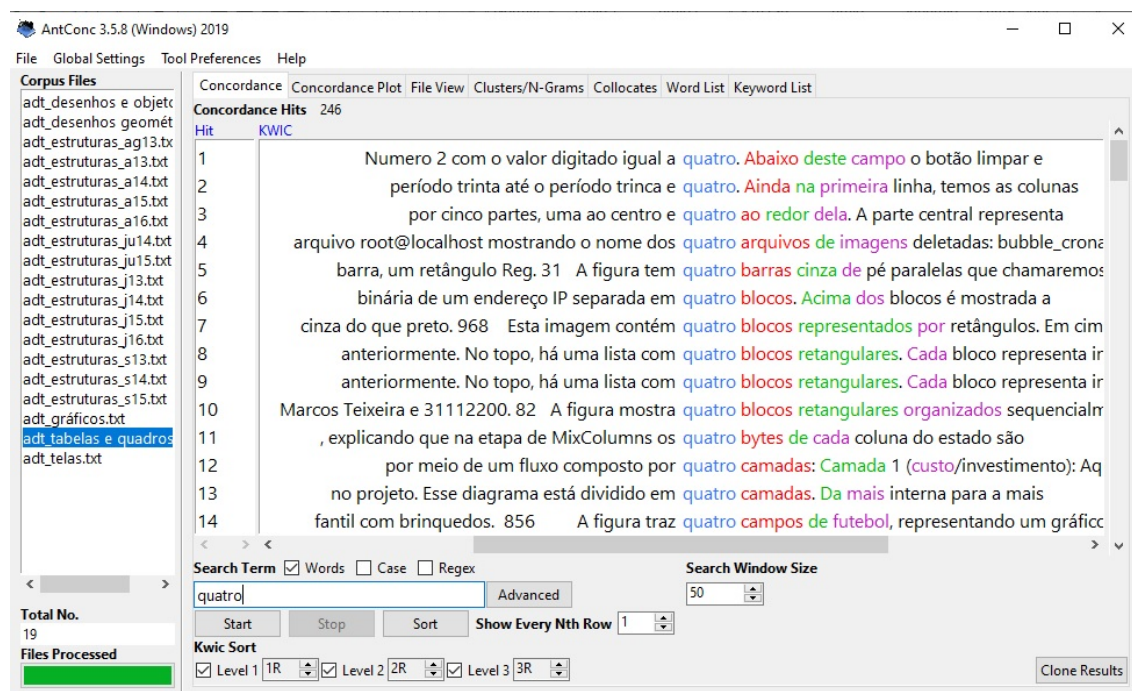 AntConc 3.5.8 (Windows) 2019
File Global Settings Tool Preferences Help
Corpus Files
adt_desenhos e objetc
adt_desenhos geomét
adt_estruturas_ag13.tx
adt_estruturas_a13.txt
adt_estruturas_a14.txt
adt_estruturas_a15.txt
adt_estruturas_a16.txt
adt_estruturas_ju14.txt
adt_estruturas_ju15.txt
adt_estruturas_j13.txt
adt_estruturas_j14.txt
adt_estruturas_j15.txt
adt_estruturas_j16.txt
adt_estruturas_s13.txt
adt_estruturas_s14.txt
adt_estruturas_s15.txt
adt_gráficos.txt
adt_tabelas e quadros
adt_telas.txt
Total No.
19
Files Processed
Concordance Concordance Plot File View Clusters/N-Grams Collocates Word List Keyword List
Concordance Hits 246
Hit KWIC
1 Numero 2 com o valor digitado igual a quatro. Abaixo deste campo o botão limpar e
2 período trinta até o período trinca e quatro. Ainda na primeira linha, temos as colunas
3 por cinco partes, uma ao centro e quatro ao redor dela. A parte central representa
4 arquivo root@localhost mostrando o nome dos quatro arquivos de imagens deletadas: bubble_crona
5 barra, um retângulo Reg. 31 A figura tem quatro barras cinza de pé paralelas que chamaremos
6 binária de um endereço IP separada em quatro blocos. Acima dos blocos é mostrada a
7 cinza do que preto. 968 Esta imagem contém quatro blocos representados por retângulos. Em cim
8 anteriormente. No topo, há uma lista com quatro blocos retangulares. Cada bloco representa ir
9 anteriormente. No topo, há uma lista com quatro blocos retangulares. Cada bloco representa ir
10 Marcos Teixeira e 31112200. 82 A figura mostra quatro blocos retangulares organizados sequencialm
11 , explicando que na etapa de MixColumns os quatro bytes de cada coluna do estado são
12 por meio de um fluxo composto por quatro camadas: Camada 1 (custo/investimento): Aq
13 no projeto. Esse diagrama está dividido em quatro camadas. Da mais interna para a mais
14 fantil com brinquedos. 856 A figura traz quatro campos de futebol, representando um gráfico
Search Term Words Case Regex Search Window Size
quatro Advanced 50
Start Stop Sort Show Every Nth Row 1
Kwic Sort
Level 1 1R Level 2 2R Level 3 3R Clone Results